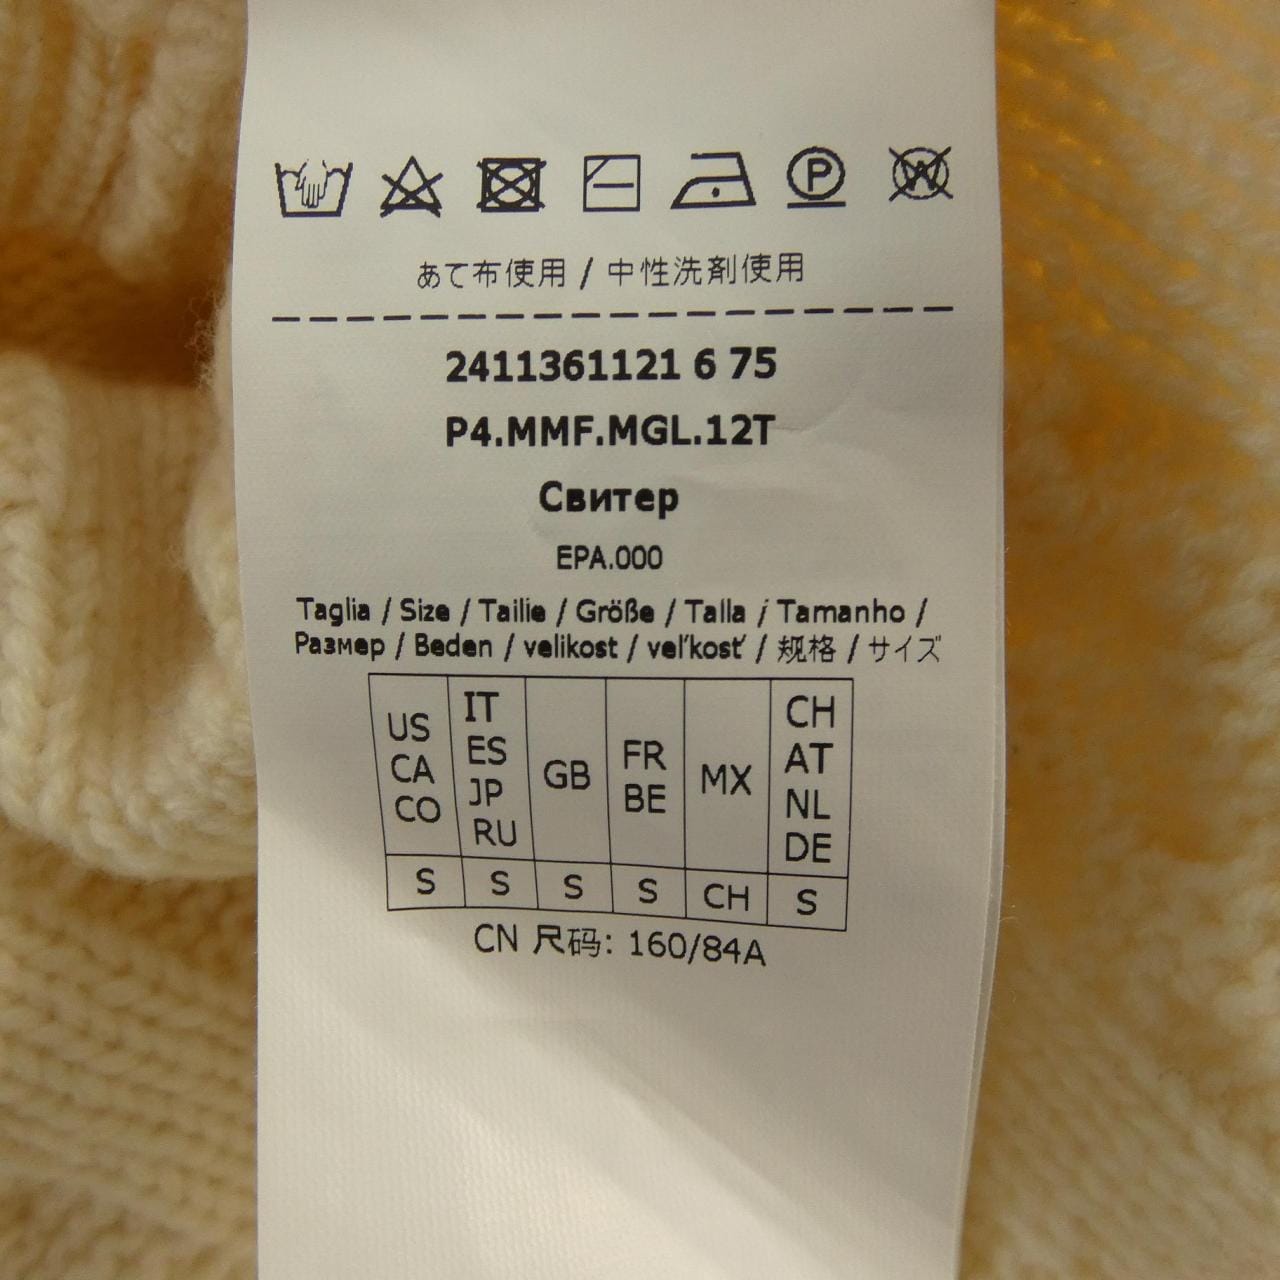 P W
あて布使用 / 中性洗剤使用
2411361121 6 75
P4.MMF.MGL.12T
Свитер
EPA.000
Taglia / Size / Tailie / Größe / Talla / Tamanho /
Размер / Beden / velikost / veľkosť / 规格 / サイズ
US CA CO IT ES JP RU GB FR BE MX CH AT NL DE
S S S S CH S
CN 尺码: 160/84A